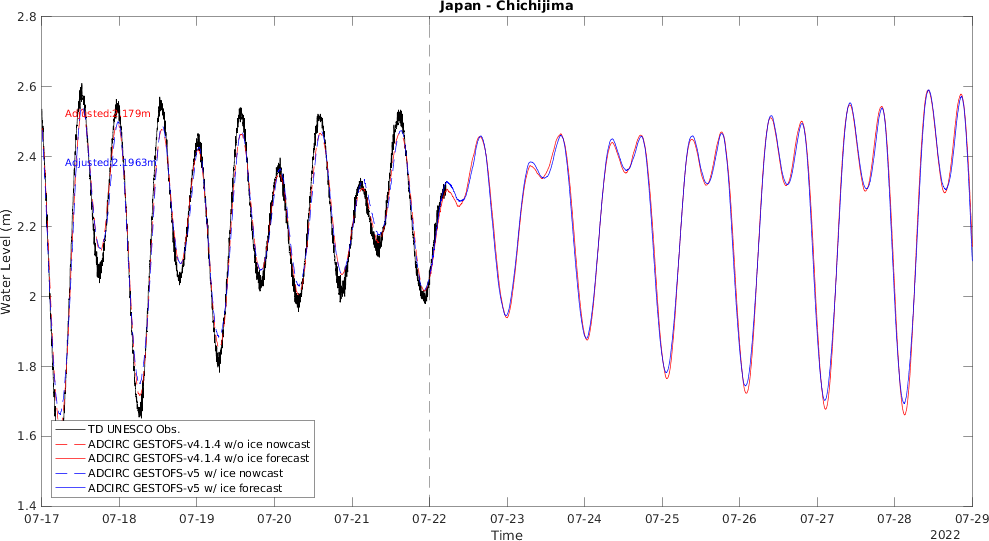 Japan - Chichijima
2.8
2.6
2.4
2.2
2
1.8
1.6
1.4
Water Level (m)
Adjusted:2.179m
Adjusted:2.1963m
TD UNESCO Obs.
ADCIRC GESTOFS-v4.1.4 w/o ice nowcast
ADCIRC GESTOFS-v4.1.4 w/o ice forecast
ADCIRC GESTOFS-v5 w/ ice nowcast
ADCIRC GESTOFS-v5 w/ ice forecast
07-17 07-18 07-19 07-20 07-21 07-22 07-23 07-24 07-25 07-26 07-27 07-28 07-29
Time
2022